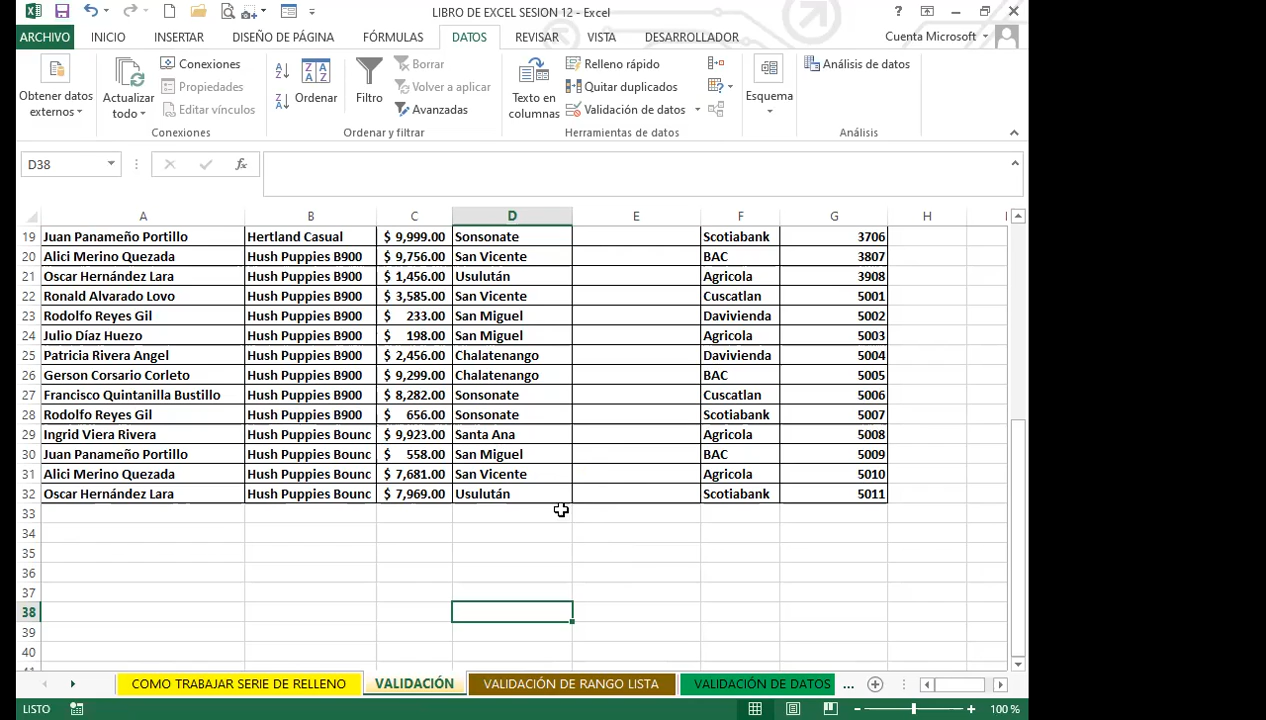 LIBRO DE EXCEL SESION 12 - Excel
?
ARCHIVO INICIO INSERTAR DISEÑO DE PÁGINA FÓRMULAS DATOS REVISAR VISTA DESARROLLADOR Cuenta Microsoft
Obtener datos externos
Actualizar todo
Conexiones
Propiedades
Editar vínculos
Conexiones
Ordenar
Filtro
Borrar
Volver a aplicar
Avanzadas
Ordenar y filtrar
Texto en columnas
Relleno rápido
Quitar duplicados
Validación de datos
Herramientas de datos
Esquema
Análisis de datos
Análisis
D38 fx
A B C D E F G H
19 Juan Panameño Portillo Hertland Casual $ 9,999.00 Sonsonate Scotiabank 3706
20 Alici Merino Quezada Hush Puppies B900 $ 9,756.00 San Vicente BAC 3807
21 Oscar Hernández Lara Hush Puppies B900 $ 1,456.00 Usulután Agricola 3908
22 Ronald Alvarado Lovo Hush Puppies B900 $ 3,585.00 San Vicente Cuscatlan 5001
23 Rodolfo Reyes Gil Hush Puppies B900 $ 233.00 San Miguel Davivienda 5002
24 Julio Díaz Huezo Hush Puppies B900 $ 198.00 San Miguel Agricola 5003
25 Patricia Rivera Angel Hush Puppies B900 $ 2,456.00 Chalatenango Davivienda 5004
26 Gerson Corsario Corleto Hush Puppies B900 $ 9,299.00 Chalatenango BAC 5005
27 Francisco Quintanilla Bustillo Hush Puppies B900 $ 8,282.00 Sonsonate Cuscatlan 5006
28 Rodolfo Reyes Gil Hush Puppies B900 $ 656.00 Sonsonate Scotiabank 5007
29 Ingrid Viera Rivera Hush Puppies Bounc $ 9,923.00 Santa Ana Agricola 5008
30 Juan Panameño Portillo Hush Puppies Bounc $ 558.00 San Miguel BAC 5009
31 Alici Merino Quezada Hush Puppies Bounc $ 7,681.00 San Vicente Agricola 5010
32 Oscar Hernández Lara Hush Puppies Bounc $ 7,969.00 Usulután Scotiabank 5011
33
34
35
36
37
38
39
40
COMO TRABAJAR SERIE DE RELLENO VALIDACIÓN VALIDACIÓN DE RANGO LISTA VALIDACIÓN DE DATOS ...
LISTO 100 %